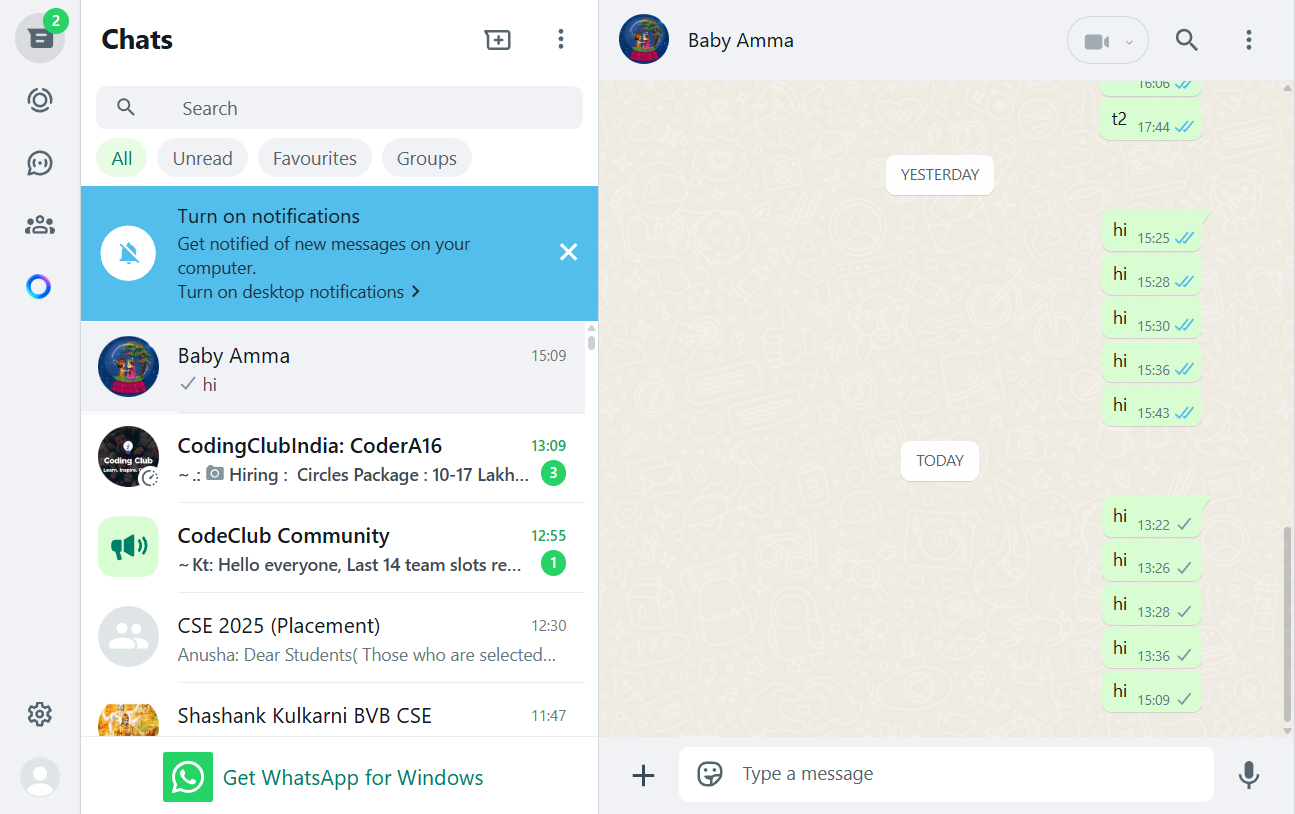 2
Chats
Search
All Unread Favourites Groups
Turn on notifications
Get notified of new messages on your
computer.
Turn on desktop notifications
Baby Amma 15:09
hi
Coding Club
CodingClubIndia: CoderA16 13:09
~ .: Hiring : Circles Package : 10-17 Lakh... 3
CodeClub Community 12:55
~ Kt: Hello everyone, Last 14 team slots re... 1
CSE 2025 (Placement) 12:30
Anusha: Dear Students( Those who are selected...
Shashank Kulkarni BVB CSE 11:47
Get WhatsApp for Windows
Baby Amma
16:06
t2 17:44
YESTERDAY
hi 15:25
hi 15:28
hi 15:30
hi 15:36
hi 15:43
TODAY
hi 13:22
hi 13:26
hi 13:28
hi 13:36
hi 15:09
Type a message